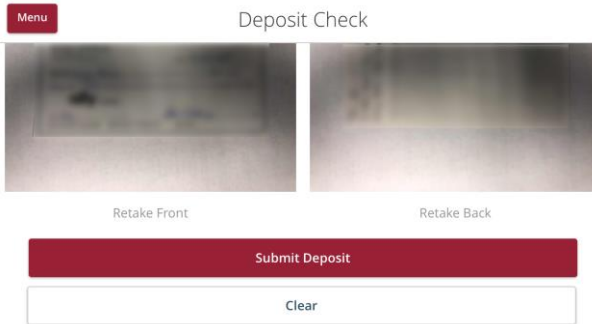 Menu
Deposit Check
Retake Front
Retake Back
Submit Deposit
Clear